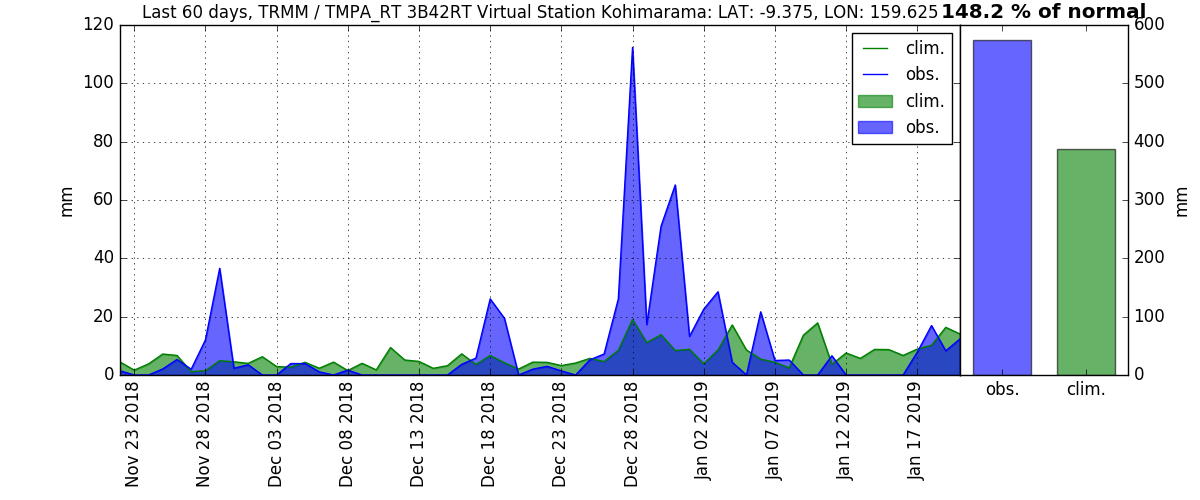 Last 60 days, TRMM / TMPA_RT 3B42RT Virtual Station Kohimarama: LAT: -9.375, LON: 159.625
148.2 % of normal
clim.
obs.
clim.
obs.
120
100
80
60
40
20
0
mm
Nov 23 2018
Nov 28 2018
Dec 03 2018
Dec 08 2018
Dec 13 2018
Dec 18 2018
Dec 23 2018
Dec 28 2018
Jan 02 2019
Jan 07 2019
Jan 12 2019
Jan 17 2019
600
500
400
300
200
100
0
mm
obs.
clim.